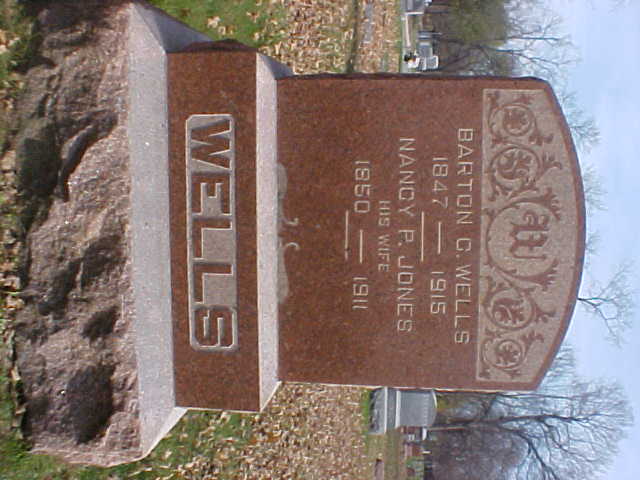 W
BARTON C. WELLS
1847 — 1915
NANCY P. JONES
HIS WIFE
1850 — 1911
WELLS